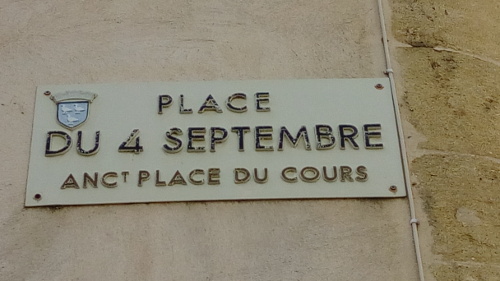 PLACE
DU 4 SEPTEMBRE
ANCT PLACE DU COURS